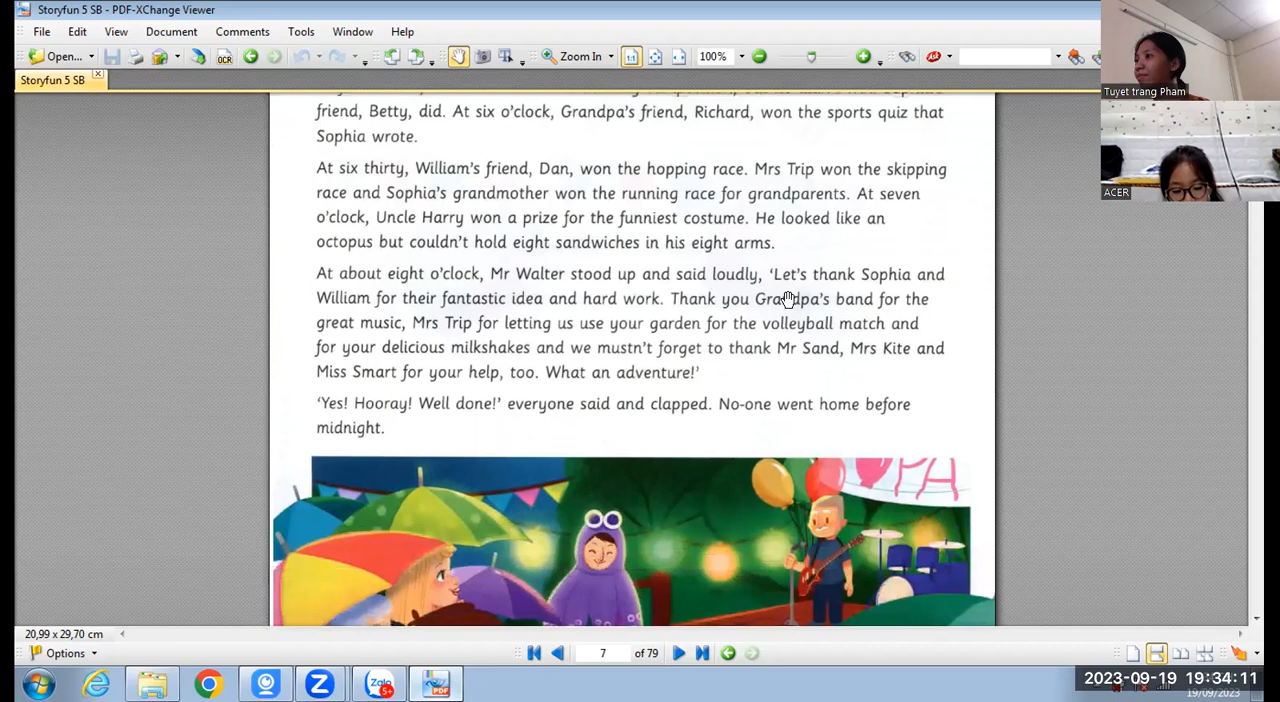 Storyfun 5 SB - PDF-XChange Viewer
File Edit View Document Comments Tools Window Help
Open... OCR Zoom In 100%
Storyfun 5 SB
Tuyet trang Pham
ACER
friend, Betty, did. At six o'clock, Grandpa's friend, Richard, won the sports quiz that
Sophia wrote.
At six thirty, William's friend, Dan, won the hopping race. Mrs Trip won the skipping
race and Sophia's grandmother won the running race for grandparents. At seven
o'clock, Uncle Harry won a prize for the funniest costume. He looked like an
octopus but couldn't hold eight sandwiches in his eight arms.
At about eight o'clock, Mr Walter stood up and said loudly, 'Let's thank Sophia and
William for their fantastic idea and hard work. Thank you Grandpa's band for the
great music, Mrs Trip for letting us use your garden for the volleyball match and
for your delicious milkshakes and we mustn't forget to thank Mr Sand, Mrs Kite and
Miss Smart for your help, too. What an adventure!'
'Yes! Hooray! Well done!' everyone said and clapped. No-one went home before
midnight.
PA
20,99 x 29,70 cm
Options 7 of 79
Zalo 5+ PDF
2023-09-19 19:34:11
19/09/2023